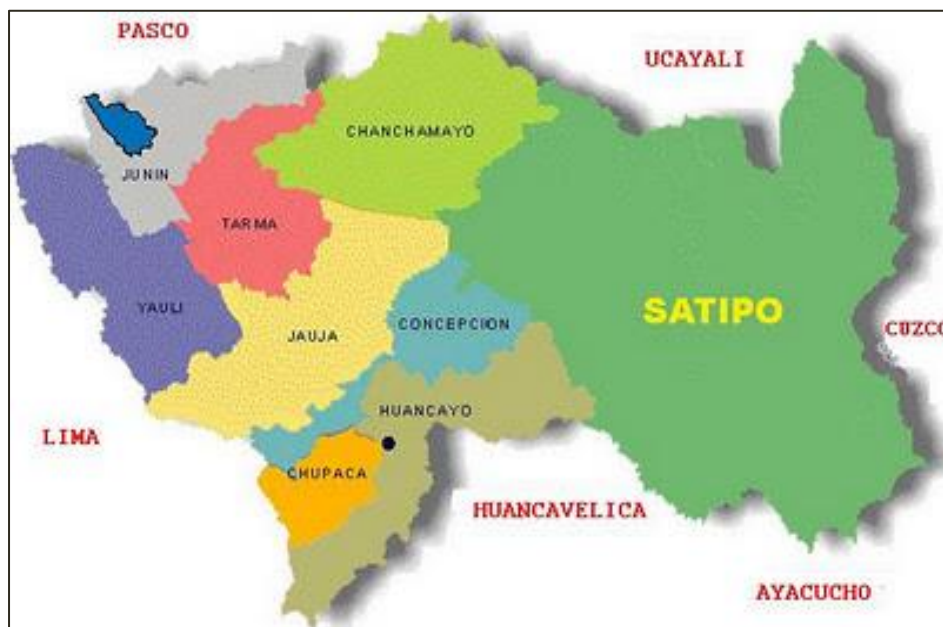 PASCO
UCAYALI
CHANCHAMAYO
JUNIN
TARMA
YAULI
SATIPO
CONCEPCION
JAUJA
CUZCO
HUANCAYO
LIMA
CHUPACA
HUANCAVELICA
AYACUCHO